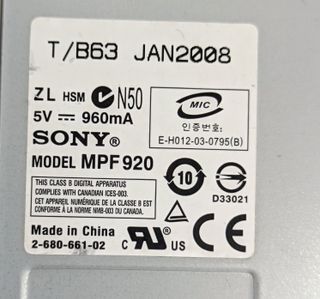 T/B63 JAN2008
ZL HSM N50
5V ⎓ 960mA
MIC
인증번호:
E-H012-03-0795(B)
SONY®
MODEL MPF920
THIS CLASS B DIGITAL APPARATUS
COMPLIES WITH CANADIAN ICES-003.
CET APPAREIL NUMÉRIQUE DE LA CLASSE B EST
CONFORME À LA NORME NMB-003 DU CANADA.
10
D33021
Made in China
2-680-661-02
C RU® US
CE